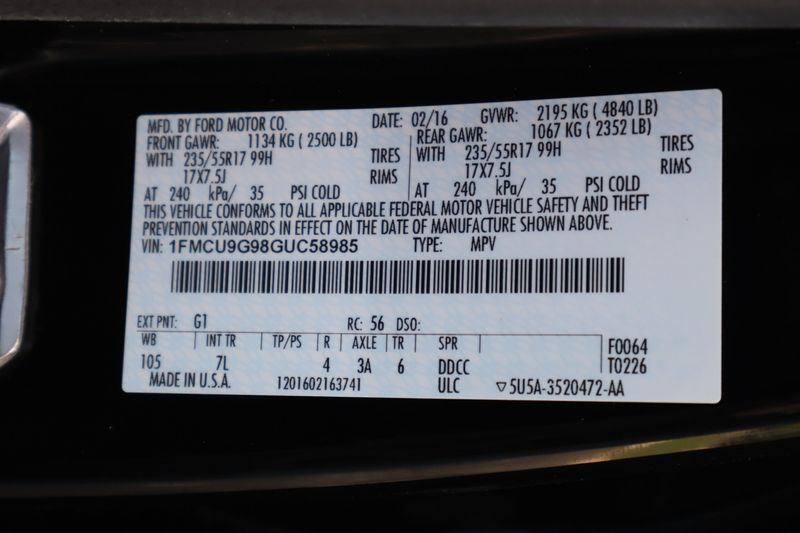 MFD. BY FORD MOTOR CO. DATE: 02/16 GVWR: 2195 KG ( 4840 LB)
FRONT GAWR: 1134 KG ( 2500 LB) REAR GAWR: 1067 KG ( 2352 LB)
WITH 235/55R17 99H TIRES WITH 235/55R17 99H TIRES
17X7.5J RIMS 17X7.5J RIMS
AT 240 kPa/ 35 PSI COLD AT 240 kPa/ 35 PSI COLD
THIS VEHICLE CONFORMS TO ALL APPLICABLE FEDERAL MOTOR VEHICLE SAFETY AND THEFT
PREVENTION STANDARDS IN EFFECT ON THE DATE OF MANUFACTURE SHOWN ABOVE.
VIN: 1FMCU9G98GUC58985 TYPE: MPV
EXT PNT: G1 RC: 56 DSO:
WB INT TR TP/PS R AXLE TR SPR F0064
105 7L 4 3A 6 DDCC T0226
MADE IN U.S.A. 1201602163741 ULC ▽5U5A-3520472-AA